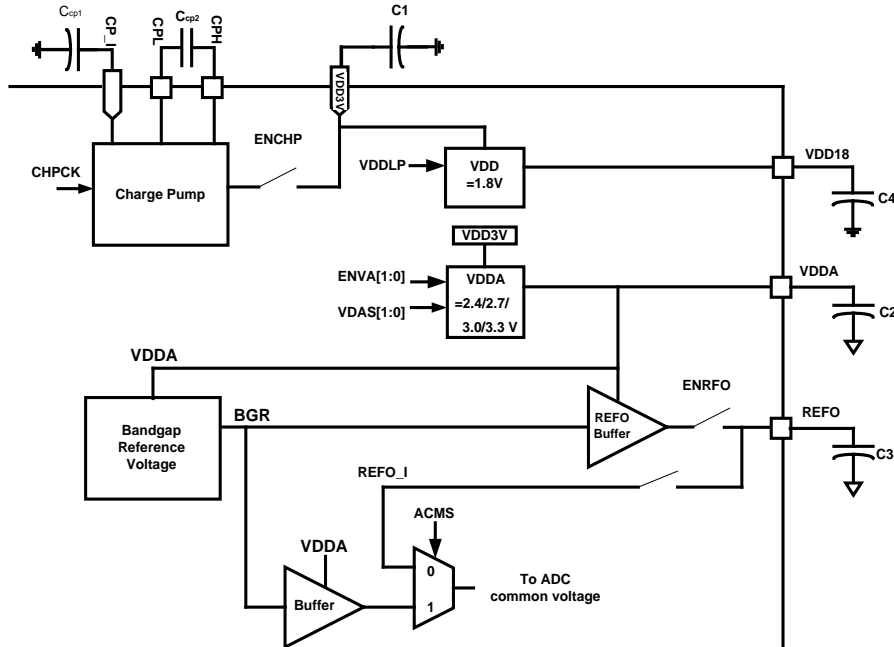 Ccp1
CP_I
CPL
Ccp2
CPH
C1
VDD3V
ENCHP
CHPCK
Charge Pump
VDDLP
VDD
=1.8V
VDD18
C4
VDD3V
ENVA[1:0]
VDAS[1:0]
VDDA
=2.4/2.7/
3.0/3.3 V
VDDA
C2
VDDA
Bandgap
Reference
Voltage
BGR
REFO
Buffer
ENRFO
REFO
C3
REFO_I
ACMS
VDDA
Buffer
0
1
To ADC
common voltage